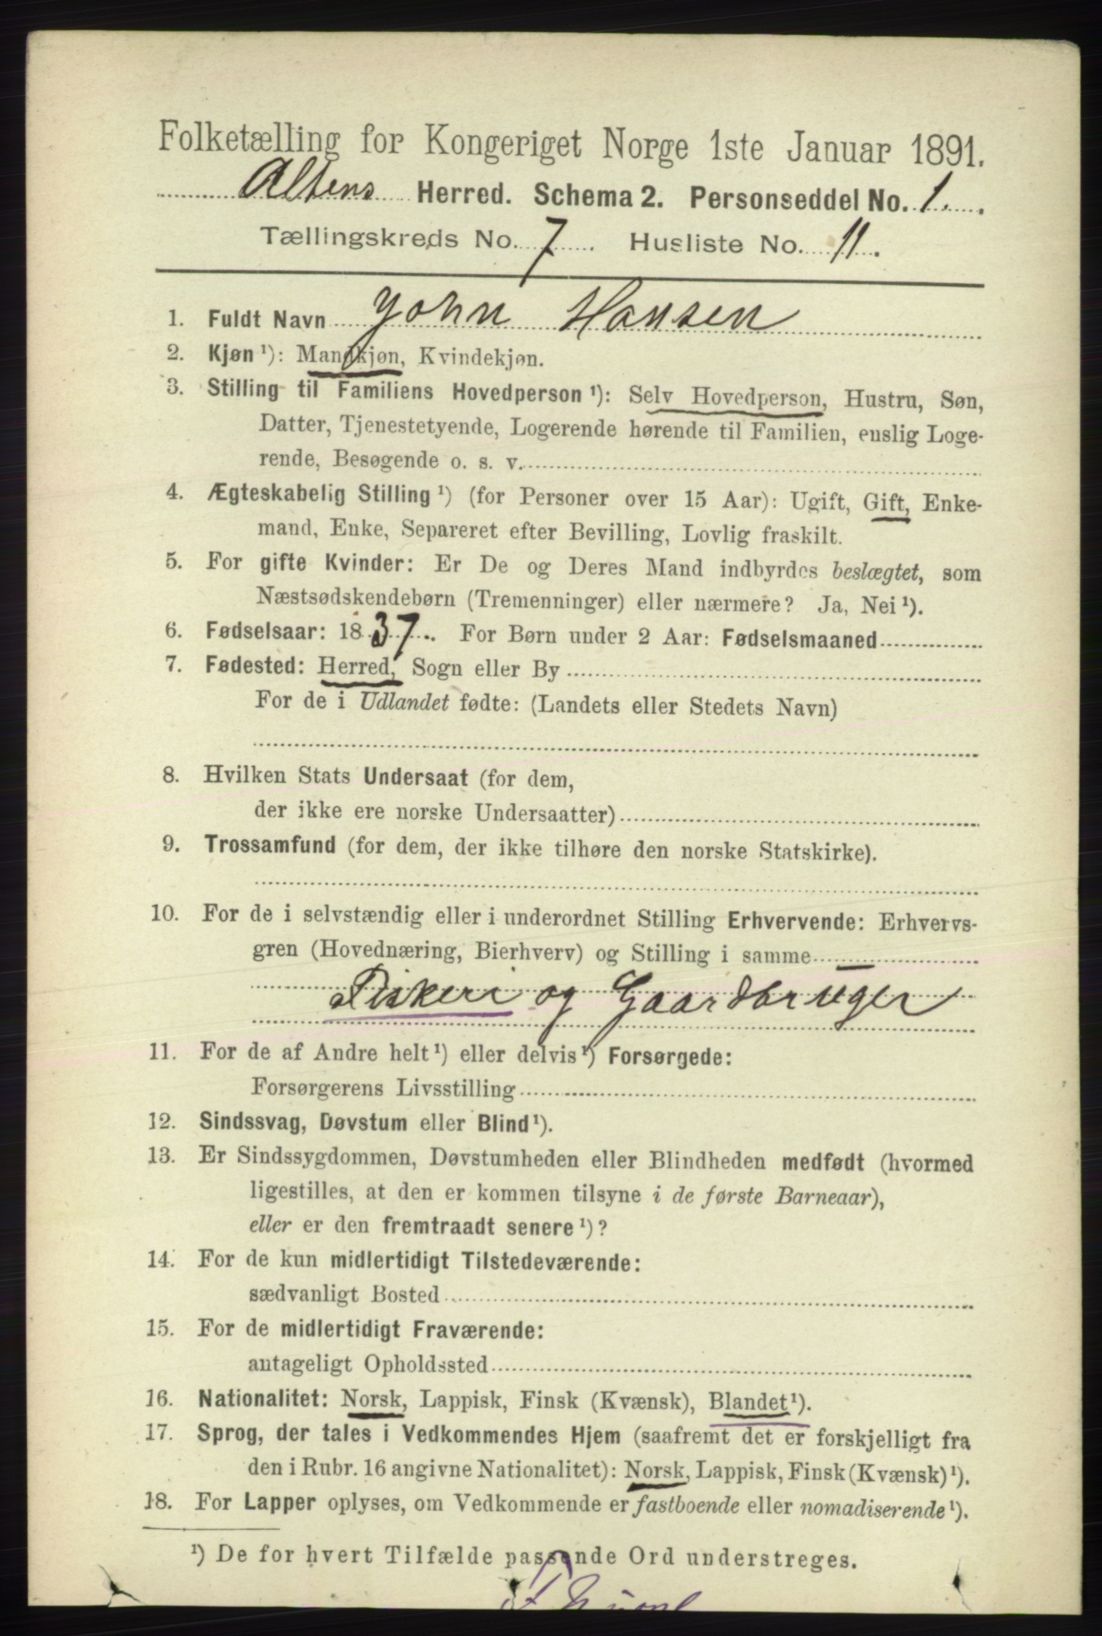 Folketælling for Kongeriget Norge 1ste Januar 1891.
Altens Herred. Schema 2. Personseddel No. 1.
Tællingskreds No. 7. Husliste No. 11.
1. Fuldt Navn John Hansen
2. Kjøn ¹): Mandkjøn, Kvindekjøn.
3. Stilling til Familiens Hovedperson ¹): Selv Hovedperson, Hustru, Søn,
Datter, Tjenestetyende, Logerende hørende til Familien, enslig Loge-
rende, Besøgende o. s. v.
4. Ægteskabelig Stilling ¹) (for Personer over 15 Aar): Ugift, Gift, Enke-
mand, Enke, Separeret efter Bevilling, Lovlig fraskilt.
5. For gifte Kvinder: Er De og Deres Mand indbyrdes beslægtet, som
Næstsødskendebørn (Tremenninger) eller nærmere? Ja, Nei ¹).
6. Fødselsaar: 1837. For Børn under 2 Aar: Fødselsmaaned
7. Fødested: Herred, Sogn eller By
For de i Udlandet fødte: (Landets eller Stedets Navn)
8. Hvilken Stats Undersaat (for dem,
der ikke ere norske Undersaatter)
9. Trossamfund (for dem, der ikke tilhøre den norske Statskirke).
10. For de i selvstændig eller i underordnet Stilling Erhvervende: Erhvervs-
gren (Hovednæring, Bierhverv) og Stilling i samme
Fiskeri og Gaardbruger
11. For de af Andre helt ¹) eller delvis ¹) Forsørgede:
Forsørgerens Livsstilling
12. Sindssvag, Døvstum eller Blind ¹).
13. Er Sindssygdommen, Døvstumheden eller Blindheden medfødt (hvormed
ligestilles, at den er kommen tilsyne i de første Barneaar),
eller er den fremtraadt senere ¹)?
14. For de kun midlertidigt Tilstedeværende:
sædvanligt Bosted
15. For de midlertidigt Fraværende:
antageligt Opholdssted
16. Nationalitet: Norsk, Lappisk, Finsk (Kvænsk), Blandet ¹).
17. Sprog, der tales i Vedkommendes Hjem (saafremt det er forskjelligt fra
den i Rubr. 16 angivne Nationalitet): Norsk, Lappisk, Finsk (Kvænsk) ¹).
18. For Lapper oplyses, om Vedkommende er fastboende eller nomadiserende ¹).
¹) De for hvert Tilfælde passende Ord understreges.